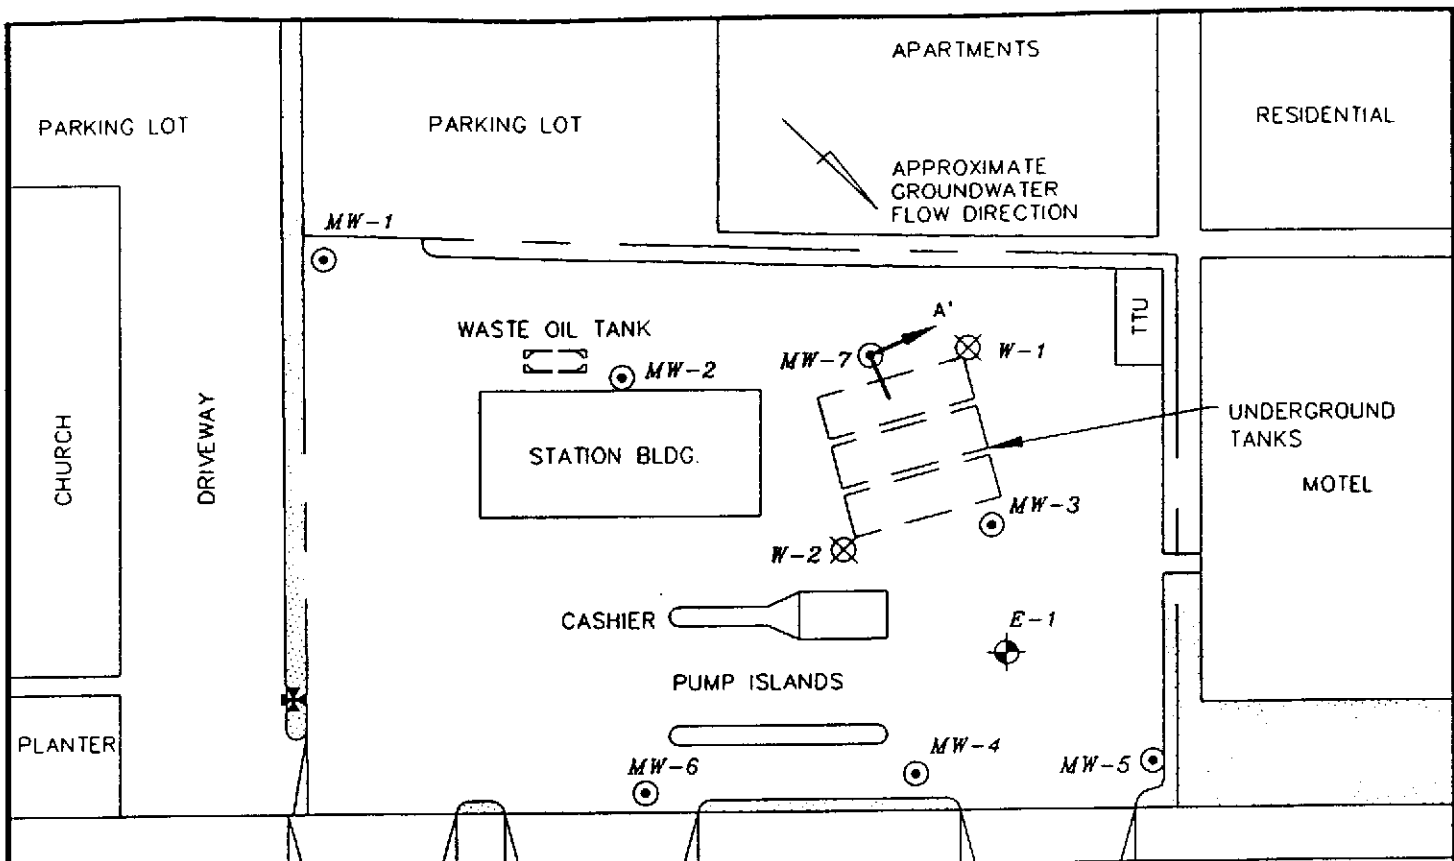 APARTMENTS
PARKING LOT
PARKING LOT
RESIDENTIAL
APPROXIMATE
GROUNDWATER
FLOW DIRECTION
MW-1
WASTE OIL TANK
A'
TTU
MW-7
W-1
MW-2
UNDERGROUND
TANKS
CHURCH
DRIVEWAY
STATION BLDG.
MOTEL
MW-3
W-2
CASHIER
E-1
PUMP ISLANDS
PLANTER
MW-4
MW-5
MW-6